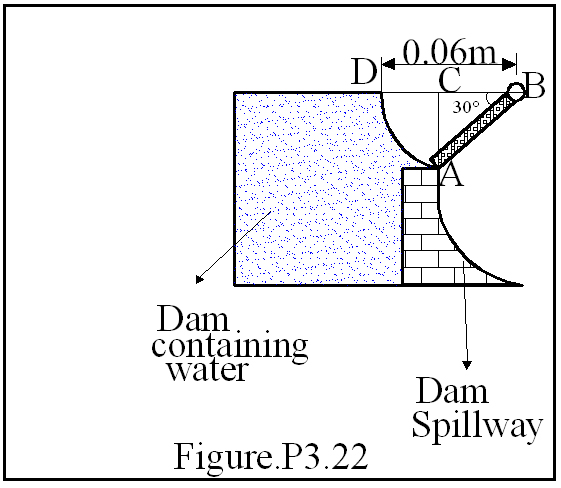 0.06m
D
C
B
30°
A
Dam
containing
water
Dam
Spillway
Figure.P3.22